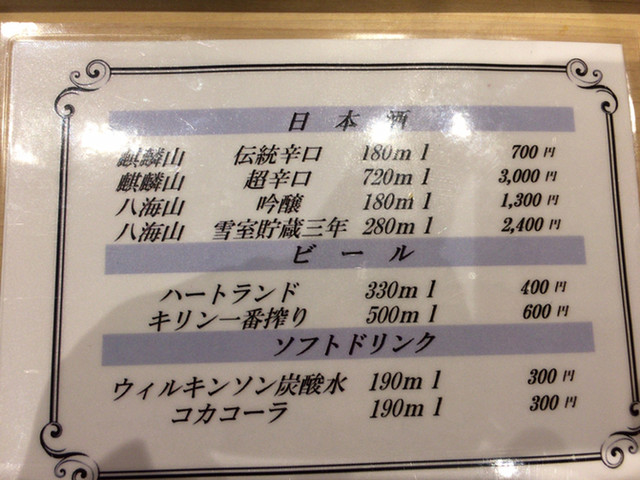 日本酒
麒麟山 伝統辛口 180ml 700円
麒麟山 超辛口 720ml 3,000円
八海山 吟醸 180ml 1,300円
八海山 雪室貯蔵三年 280ml 2,400円
ビール
ハートランド 330ml 400円
キリン一番搾り 500ml 600円
ソフトドリンク
ウィルキンソン炭酸水 190ml 300円
コカコーラ 190ml 300円